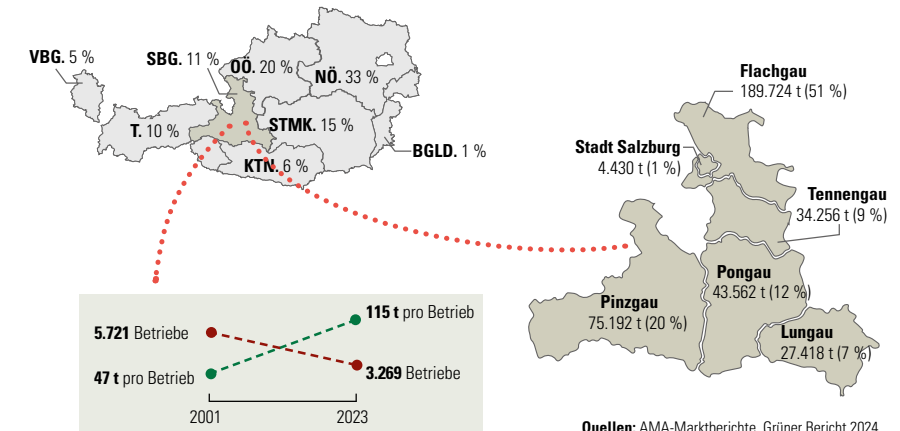 VBG. 5 %
SBG. 11 %
OÖ. 20 %
NÖ. 33 %
T. 10 %
STMK. 15 %
KTN. 6 %
BGLD. 1 %
Flachgau
189.724 t (51 %)
Stadt Salzburg
4.430 t (1 %)
Tennengau
34.256 t (9 %)
Pongau
43.562 t (12 %)
Pinzgau
75.192 t (20 %)
Lungau
27.418 t (7 %)
5.721 Betriebe
47 t pro Betrieb
115 t pro Betrieb
3.269 Betriebe
2001
2023
Quellen: AMA-Marktberichte, Grüner Bericht 2024